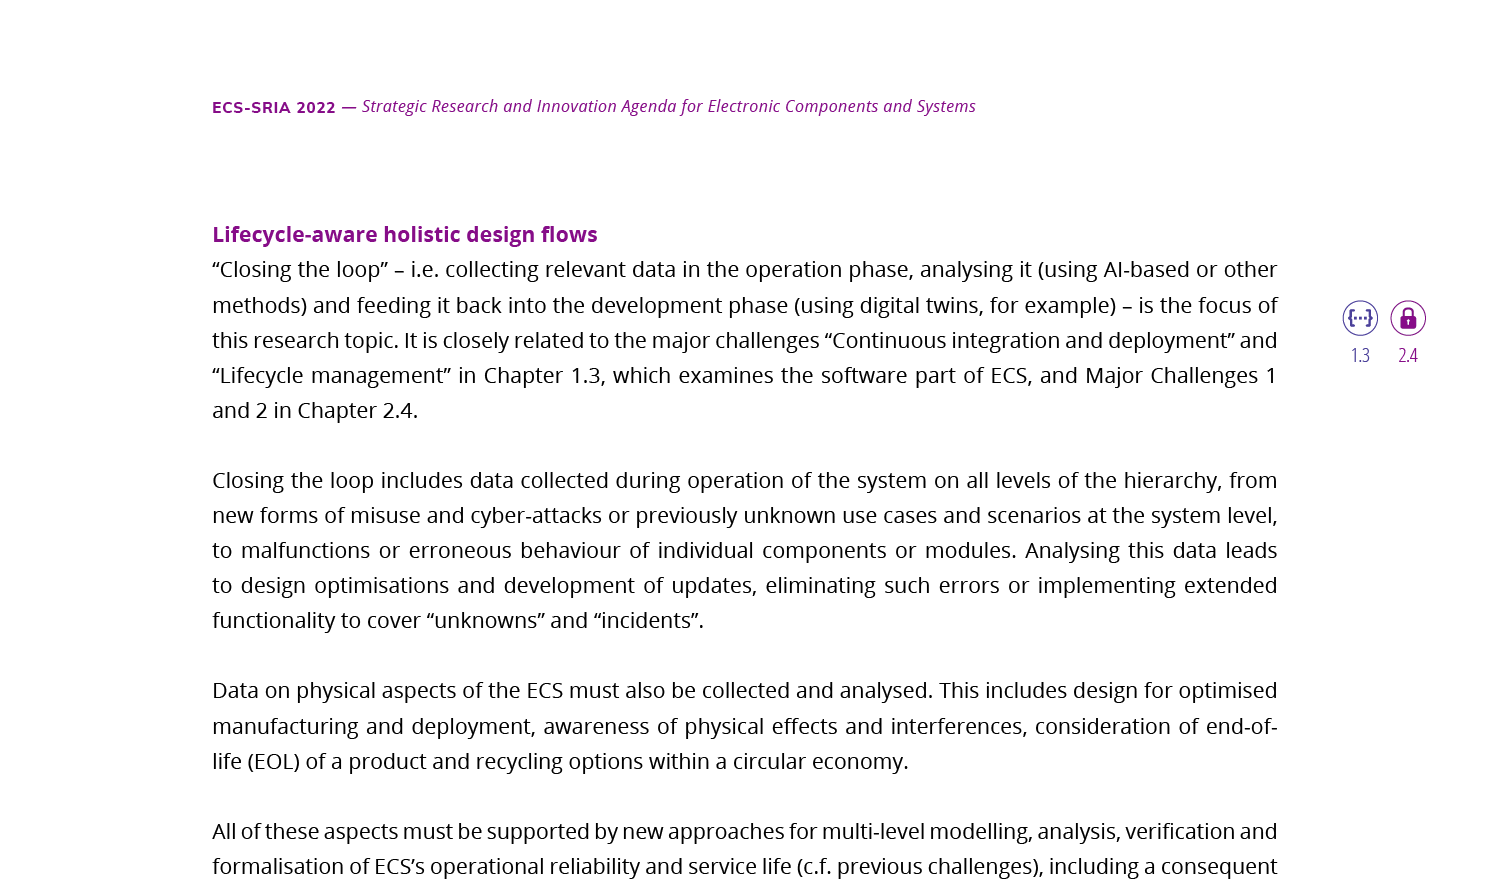 ECS-SRIA 2022 — Strategic Research and Innovation Agenda for Electronic Components and Systems
Lifecycle-aware holistic design flows
“Closing the loop” – i.e. collecting relevant data in the operation phase, analysing it (using AI-based or other
methods) and feeding it back into the development phase (using digital twins, for example) – is the focus of
this research topic. It is closely related to the major challenges “Continuous integration and deployment” and
“Lifecycle management” in Chapter 1.3, which examines the software part of ECS, and Major Challenges 1
and 2 in Chapter 2.4.
1.3 2.4
Closing the loop includes data collected during operation of the system on all levels of the hierarchy, from
new forms of misuse and cyber-attacks or previously unknown use cases and scenarios at the system level,
to malfunctions or erroneous behaviour of individual components or modules. Analysing this data leads
to design optimisations and development of updates, eliminating such errors or implementing extended
functionality to cover “unknowns” and “incidents”.
Data on physical aspects of the ECS must also be collected and analysed. This includes design for optimised
manufacturing and deployment, awareness of physical effects and interferences, consideration of end-of-
life (EOL) of a product and recycling options within a circular economy.
All of these aspects must be supported by new approaches for multi-level modelling, analysis, verification and
formalisation of ECS’s operational reliability and service life (c.f. previous challenges), including a consequent